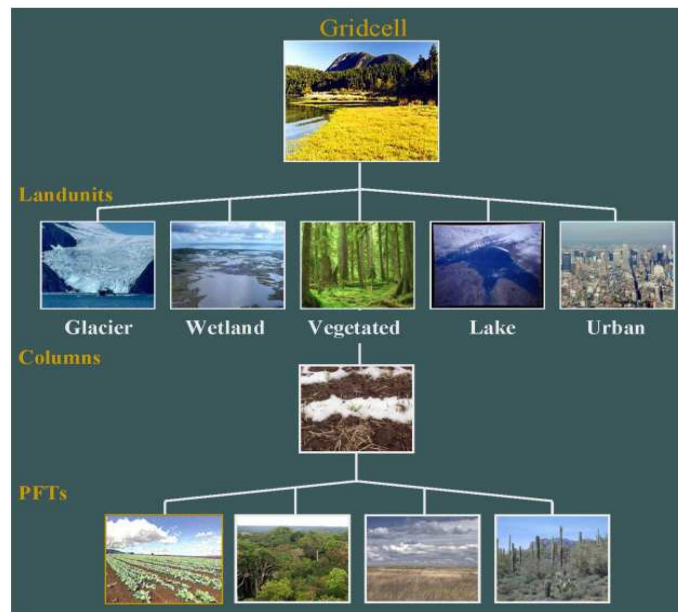 Gridcell
Landunits
Glacier Wetland Vegetated Lake Urban
Columns
PFTs